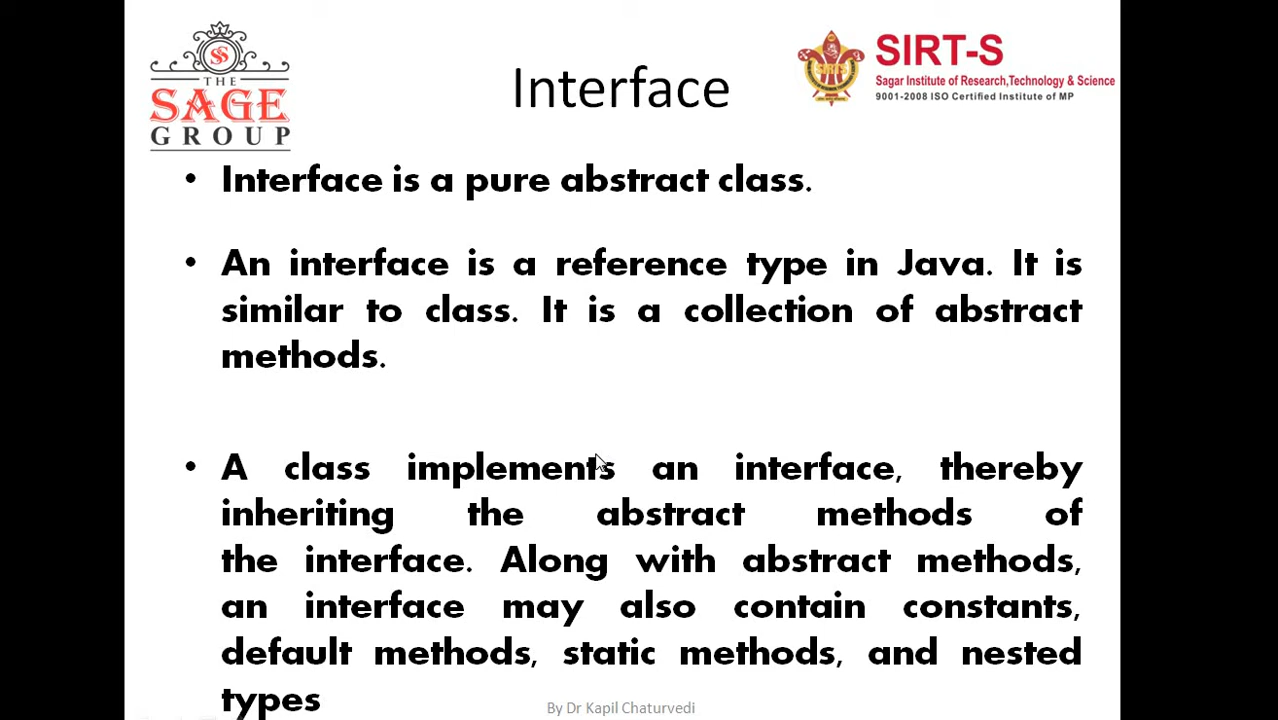 THE
SAGE
GROUP
Interface
SIRT-S
Sagar Institute of Research,Technology & Science
9001-2008 ISO Certified Institute of MP
• Interface is a pure abstract class.
• An interface is a reference type in Java. It is
similar to class. It is a collection of abstract
methods.
• A class implements an interface, thereby
inheriting the abstract methods of
the interface. Along with abstract methods,
an interface may also contain constants,
default methods, static methods, and nested
types
By Dr Kapil Chaturvedi